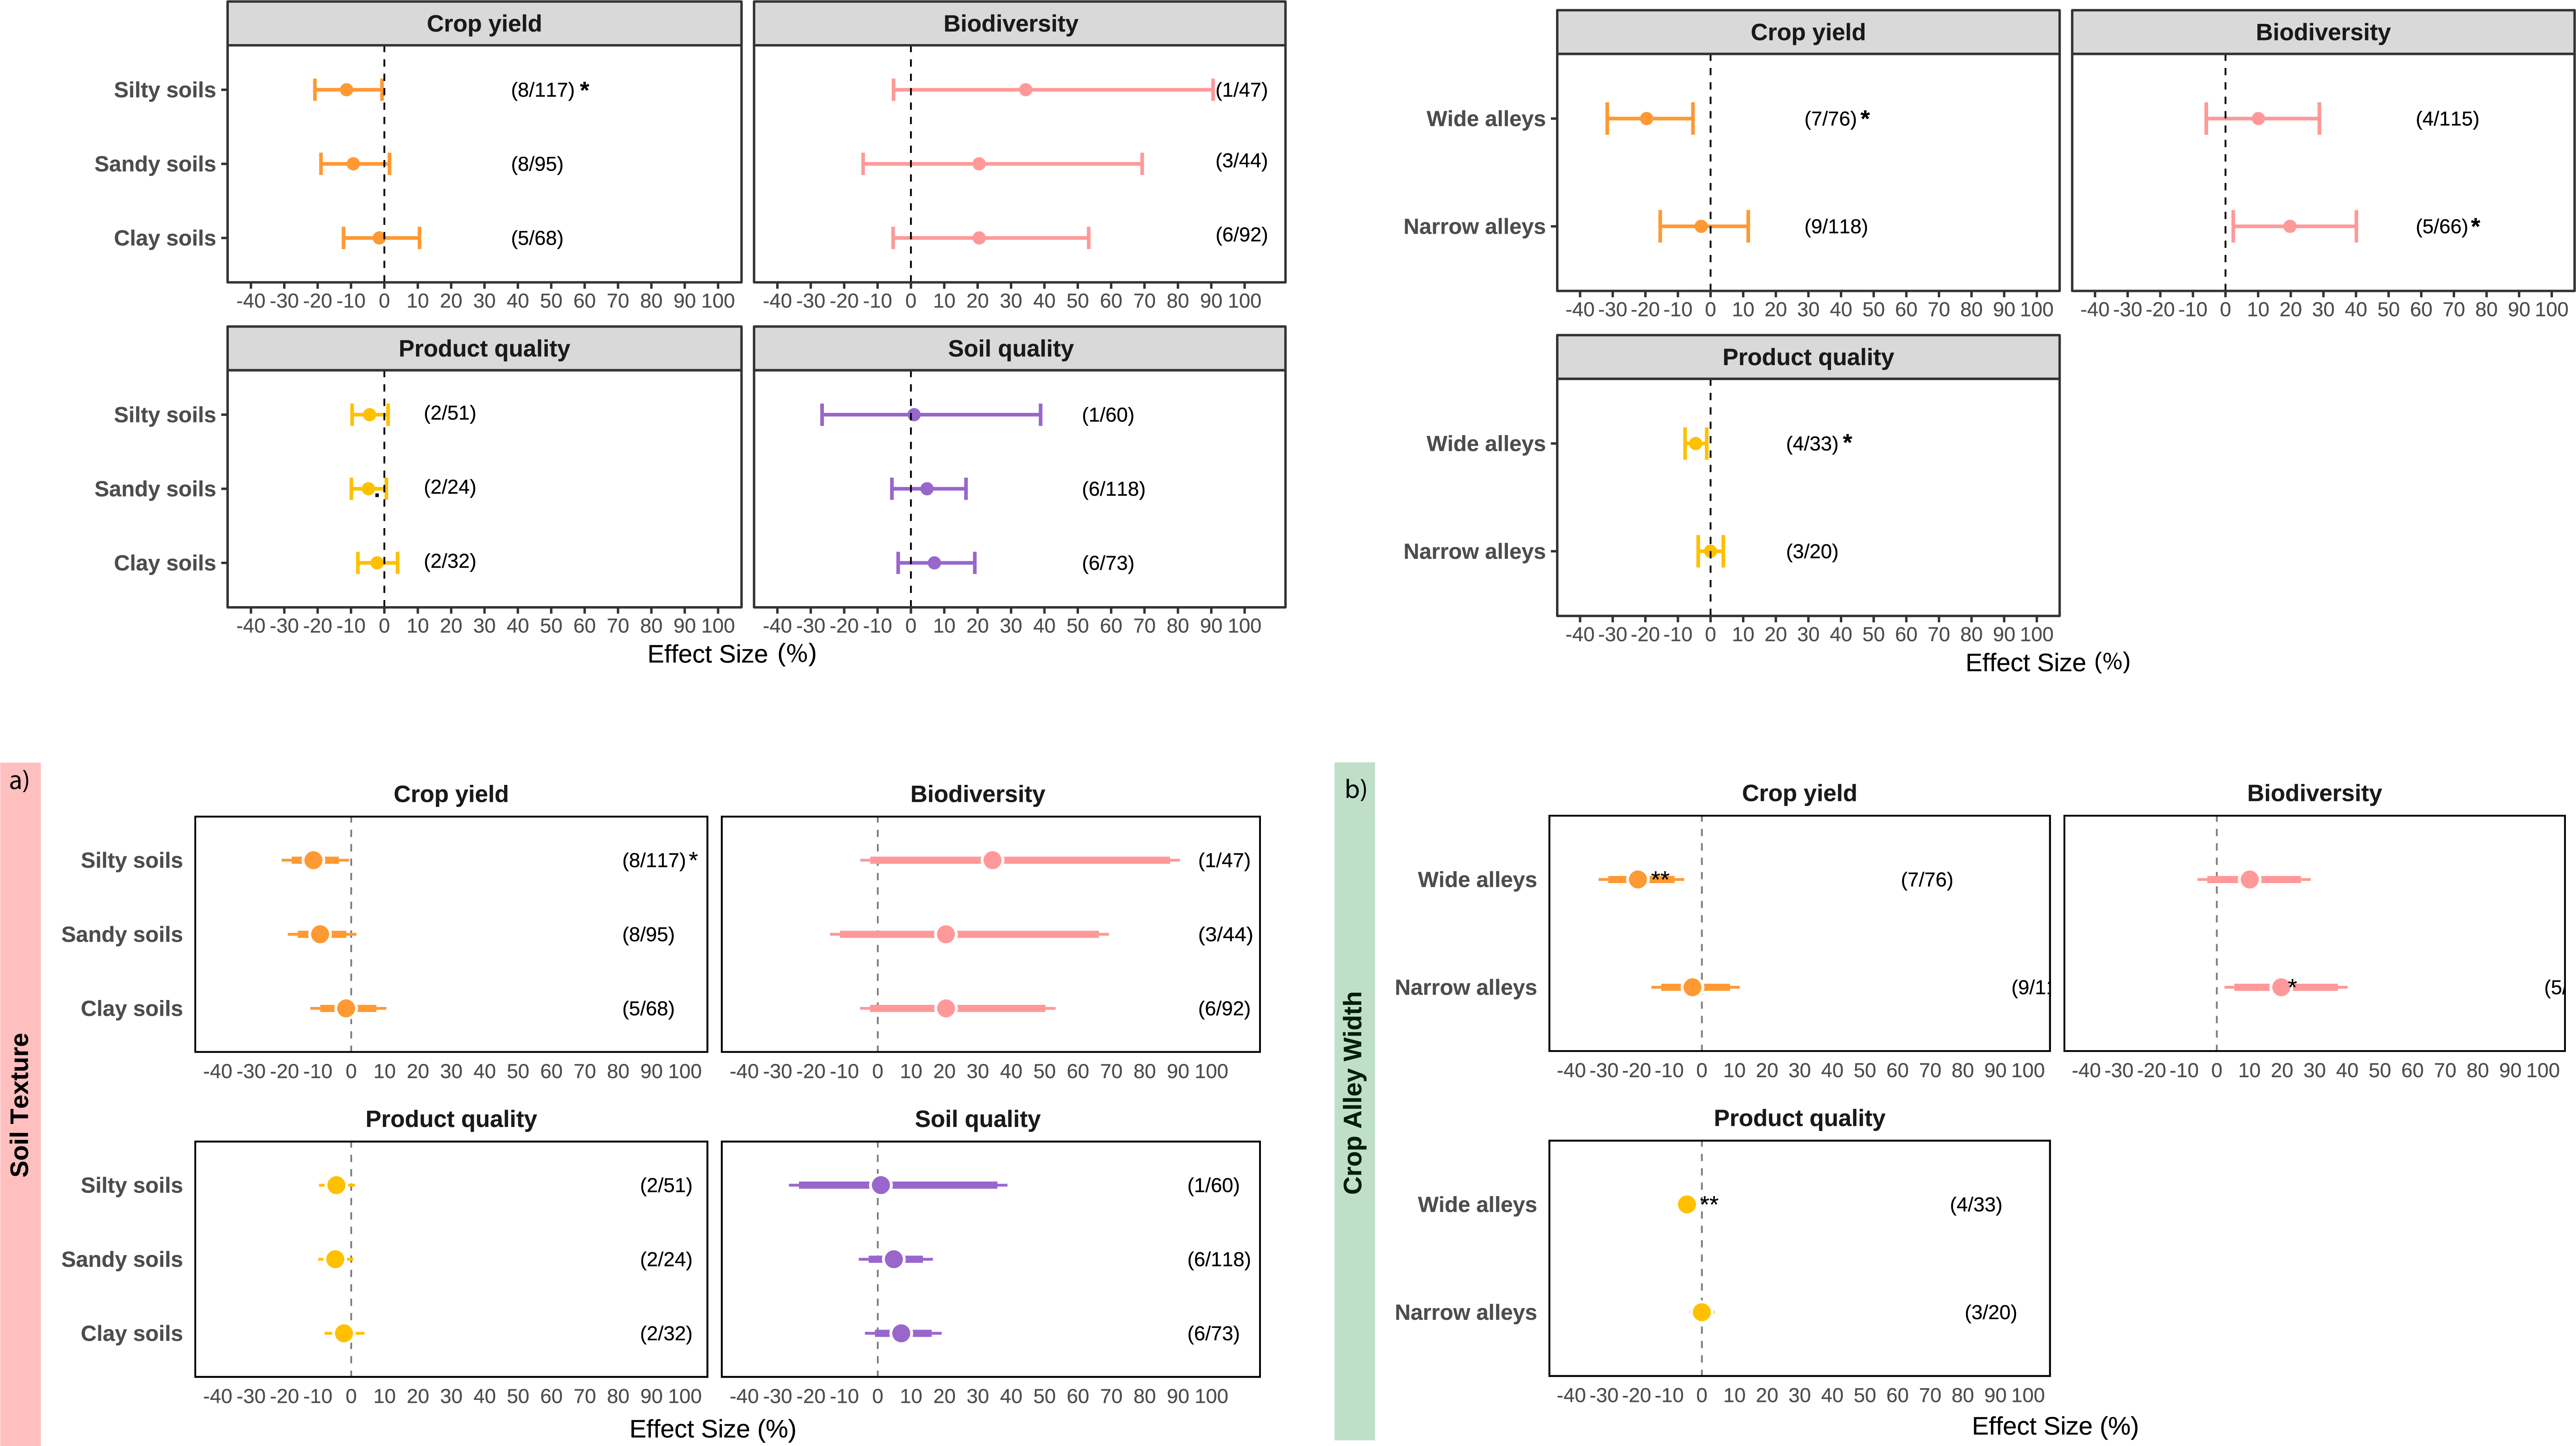 Crop yield
Biodiversity
Silty soils
(8/117) *
(1/47)
Sandy soils
(8/95)
(3/44)
Clay soils
(5/68)
(6/92)
-40 -30 -20 -10 0 10 20 30 40 50 60 70 80 90 100
-40 -30 -20 -10 0 10 20 30 40 50 60 70 80 90 100
Product quality
Soil quality
Silty soils
(2/51)
(1/60)
Sandy soils
.
(2/24)
(6/118)
Clay soils
(2/32)
(6/73)
-40 -30 -20 -10 0 10 20 30 40 50 60 70 80 90 100
-40 -30 -20 -10 0 10 20 30 40 50 60 70 80 90 100
Effect Size (%)
Crop yield
Biodiversity
Wide alleys
(7/76) *
(4/115)
Narrow alleys
(9/118)
(5/66) *
-40 -30 -20 -10 0 10 20 30 40 50 60 70 80 90 100
-40 -30 -20 -10 0 10 20 30 40 50 60 70 80 90 100
Product quality
Wide alleys
(4/33) *
Narrow alleys
(3/20)
-40 -30 -20 -10 0 10 20 30 40 50 60 70 80 90 100
Effect Size (%)
a)
Soil Texture
Crop yield
Biodiversity
Silty soils
(8/117) *
(1/47)
Sandy soils
(8/95)
(3/44)
Clay soils
(5/68)
(6/92)
-40 -30 -20 -10 0 10 20 30 40 50 60 70 80 90 100
-40 -30 -20 -10 0 10 20 30 40 50 60 70 80 90 100
Product quality
Soil quality
Silty soils
(2/51)
(1/60)
Sandy soils
(2/24)
(6/118)
Clay soils
(2/32)
(6/73)
-40 -30 -20 -10 0 10 20 30 40 50 60 70 80 90 100
-40 -30 -20 -10 0 10 20 30 40 50 60 70 80 90 100
Effect Size (%)
b)
Crop Alley Width
Crop yield
Biodiversity
Wide alleys
**
(7/76)
Narrow alleys
(9/11
*
(5/
-40 -30 -20 -10 0 10 20 30 40 50 60 70 80 90 100
-40 -30 -20 -10 0 10 20 30 40 50 60 70 80 90 100
Product quality
Wide alleys
**
(4/33)
Narrow alleys
(3/20)
-40 -30 -20 -10 0 10 20 30 40 50 60 70 80 90 100
Effect Size (%)